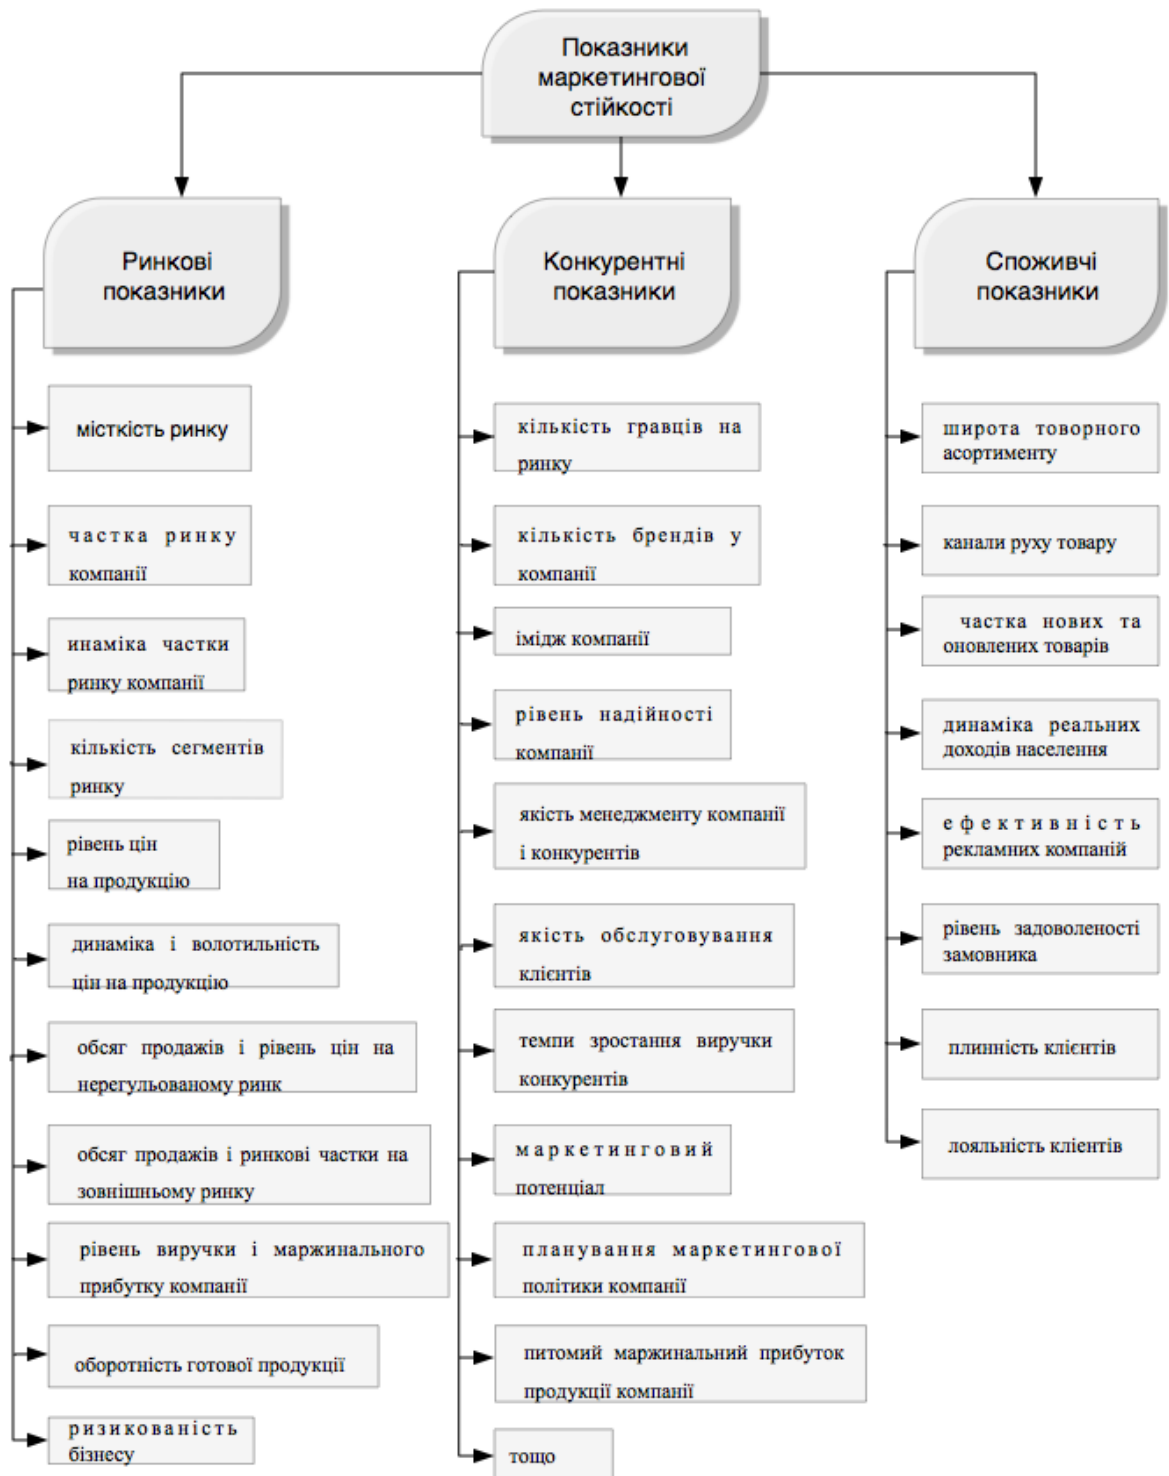 Показники
маркетингової
стійкості
Ринкові
показники
місткість ринку
частка ринку
компанії
инаміка частки
ринку компанії
кількість сегментів
ринку
рівень цін
на продукцію
динаміка і волотильність
цін на продукцію
обсяг продажів і рівень цін на
нерегульованому ринк
обсяг продажів і ринкові частки на
зовнішньому ринку
рівень виручки і маржинального
прибутку компанії
оборотність готової продукції
ризикованість
бізнесу
Конкурентні
показники
кількість гравців на
ринку
кількість брендів у
компанії
імідж компанії
рівень надійності
компанії
якість менеджменту компанії
і конкурентів
якість обслуговування
клієнтів
темпи зростання виручки
конкурентів
маркетинговий
потенціал
планування маркетингової
політики компанії
питомий маржинальний прибуток
продукції компанії
тощо
Споживчі
показники
широта товорного
асортименту
канали руху товару
частка нових та
оновлених товарів
динаміка реальних
доходів населення
ефективність
рекламних компаній
рівень задоволеності
замовника
плинність клієнтів
лояльність клієнтів